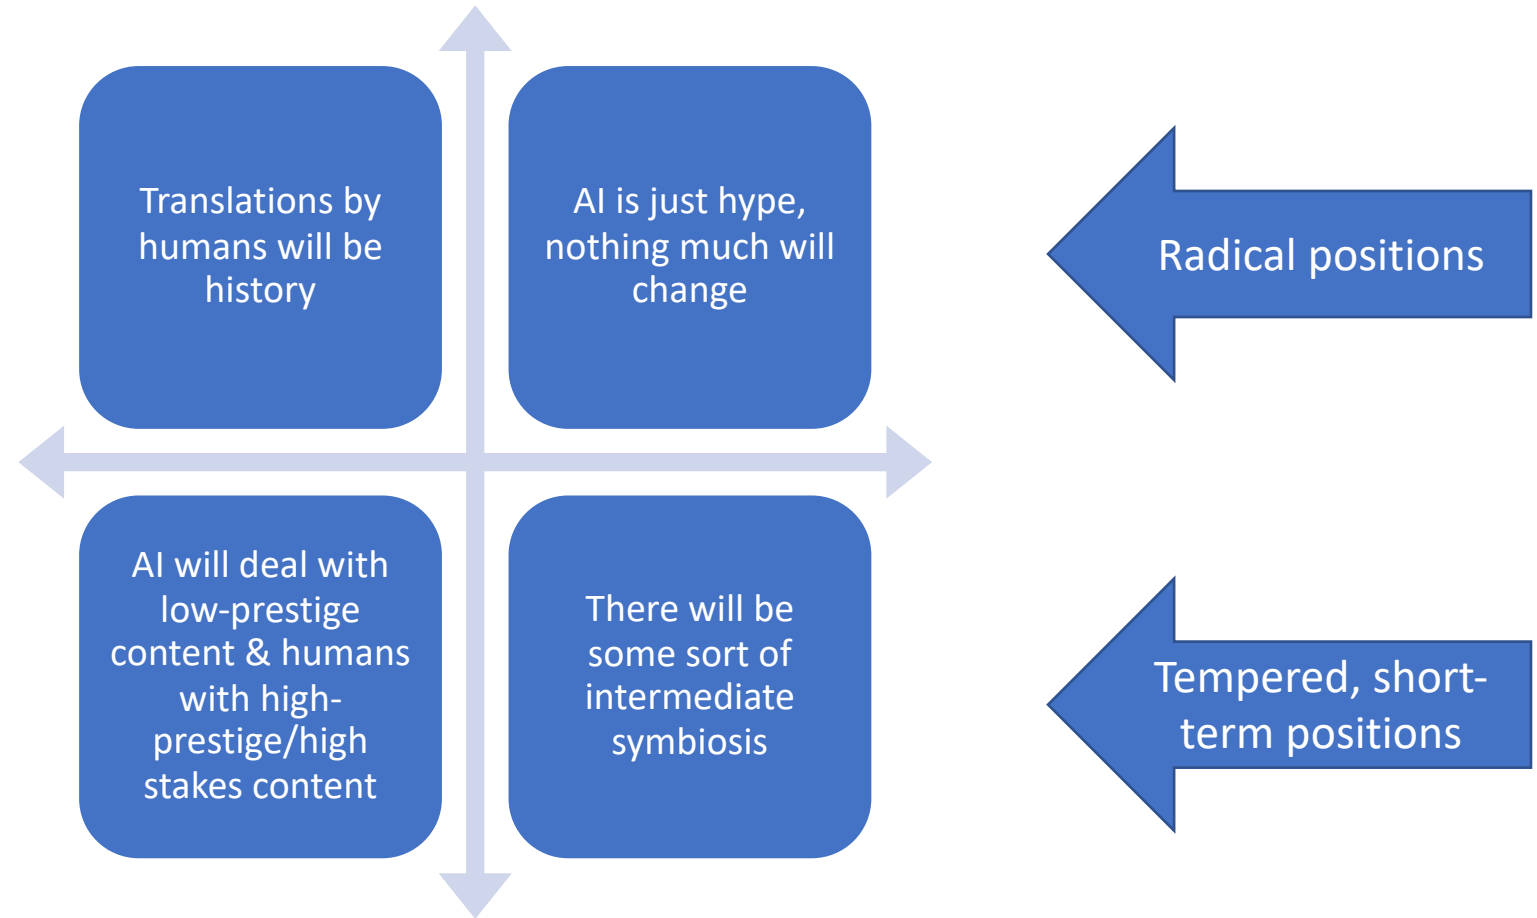 Translations by
humans will be
history
AI is just hype,
nothing much will
change
Radical positions
AI will deal with
low-prestige
content & humans
with high-
prestige/high
stakes content
There will be
some sort of
intermediate
symbiosis
Tempered, short-
term positions